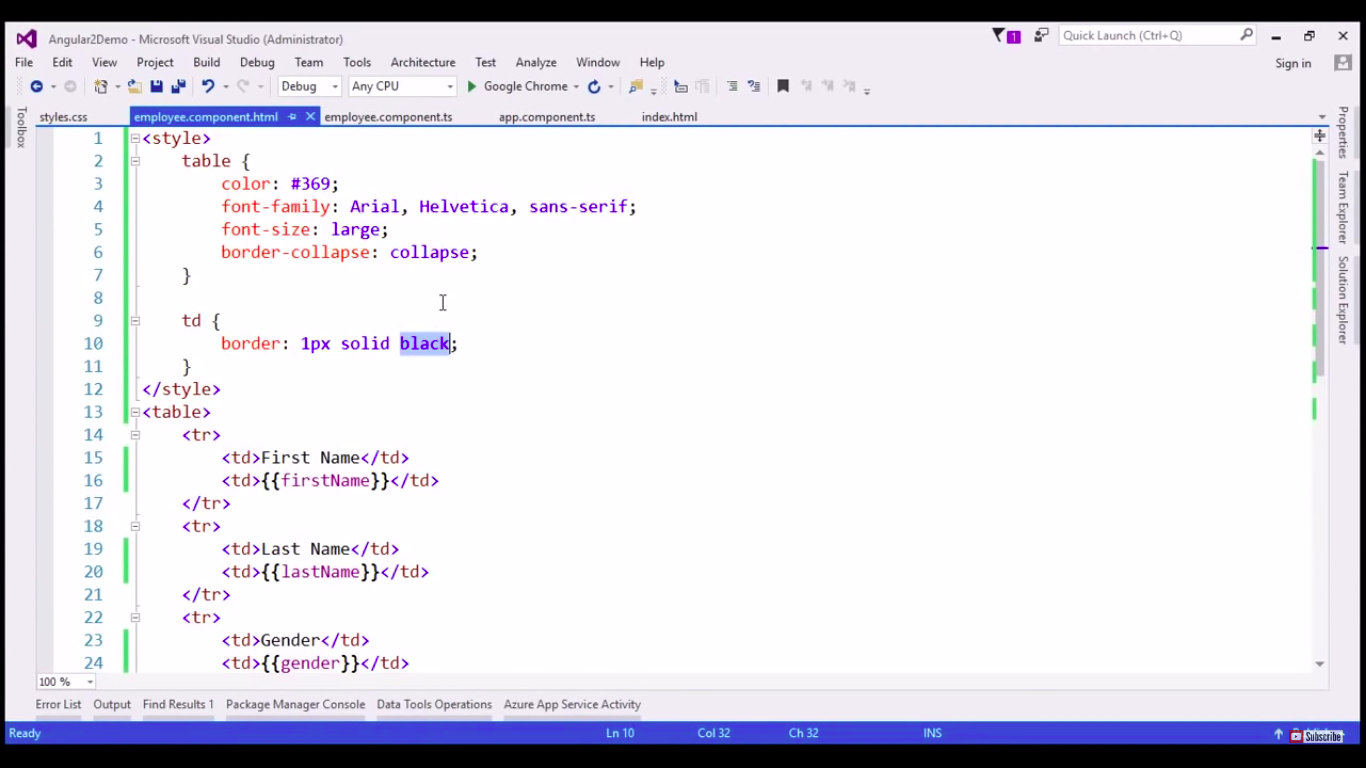 Angular2Demo - Microsoft Visual Studio (Administrator)
1
Quick Launch (Ctrl+Q)
File Edit View Project Build Debug Team Tools Architecture Test Analyze Window Help
Sign in
Debug Any CPU Google Chrome
styles.css employee.component.html employee.component.ts app.component.ts index.html
Toolbox
Properties
Team Explorer
Solution Explorer
1 <style>
2 table {
3 color: #369;
4 font-family: Arial, Helvetica, sans-serif;
5 font-size: large;
6 border-collapse: collapse;
7 }
8
9 td {
10 border: 1px solid black;
11 }
12 </style>
13 <table>
14 <tr>
15 <td>First Name</td>
16 <td>{{firstName}}</td>
17 </tr>
18 <tr>
19 <td>Last Name</td>
20 <td>{{lastName}}</td>
21 </tr>
22 <tr>
23 <td>Gender</td>
24 <td>{{gender}}</td>
100 %
Error List Output Find Results 1 Package Manager Console Data Tools Operations Azure App Service Activity
Ready Ln 10 Col 32 Ch 32 INS
Subscribe